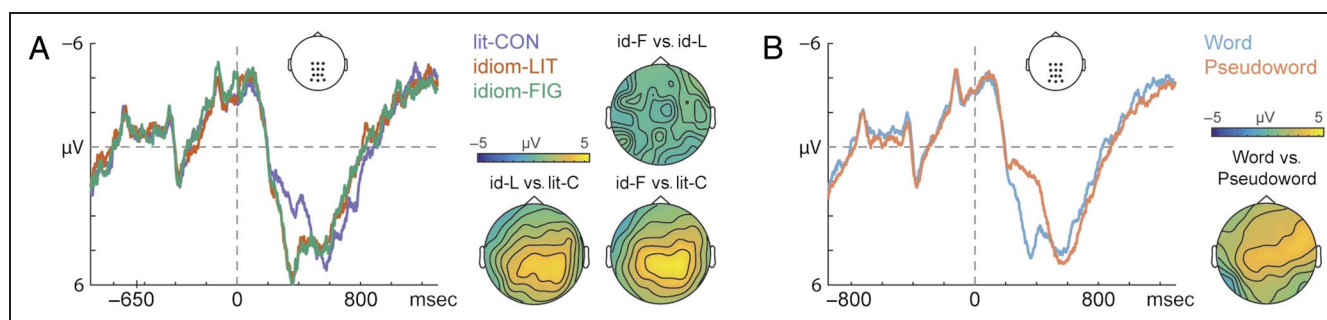 A
−6
μV
6
−650
0
800
msec
lit-CON
idiom-LIT
idiom-FIG
−5 μV 5
id-F vs. id-L
id-L vs. lit-C
id-F vs. lit-C
B
−6
μV
6
−800
0
800
msec
Word
Pseudoword
−5 μV 5
Word vs.
Pseudoword